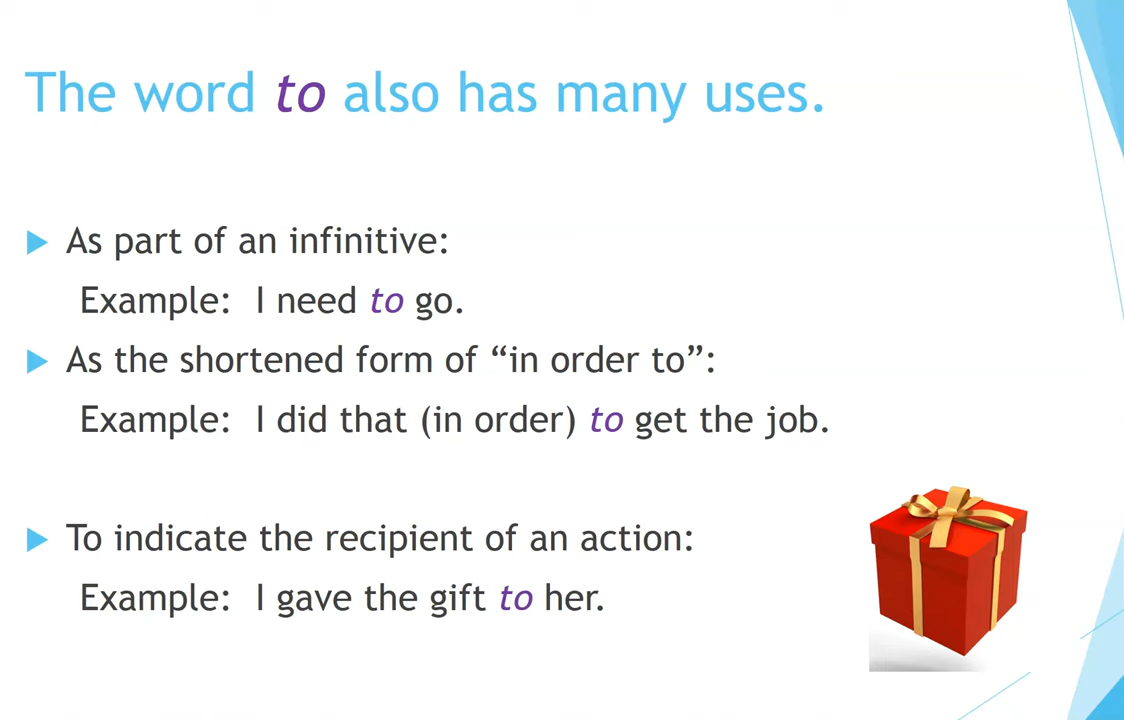 The word to also has many uses.
As part of an infinitive:
Example: I need to go.
As the shortened form of “in order to”:
Example: I did that (in order) to get the job.
To indicate the recipient of an action:
Example: I gave the gift to her.